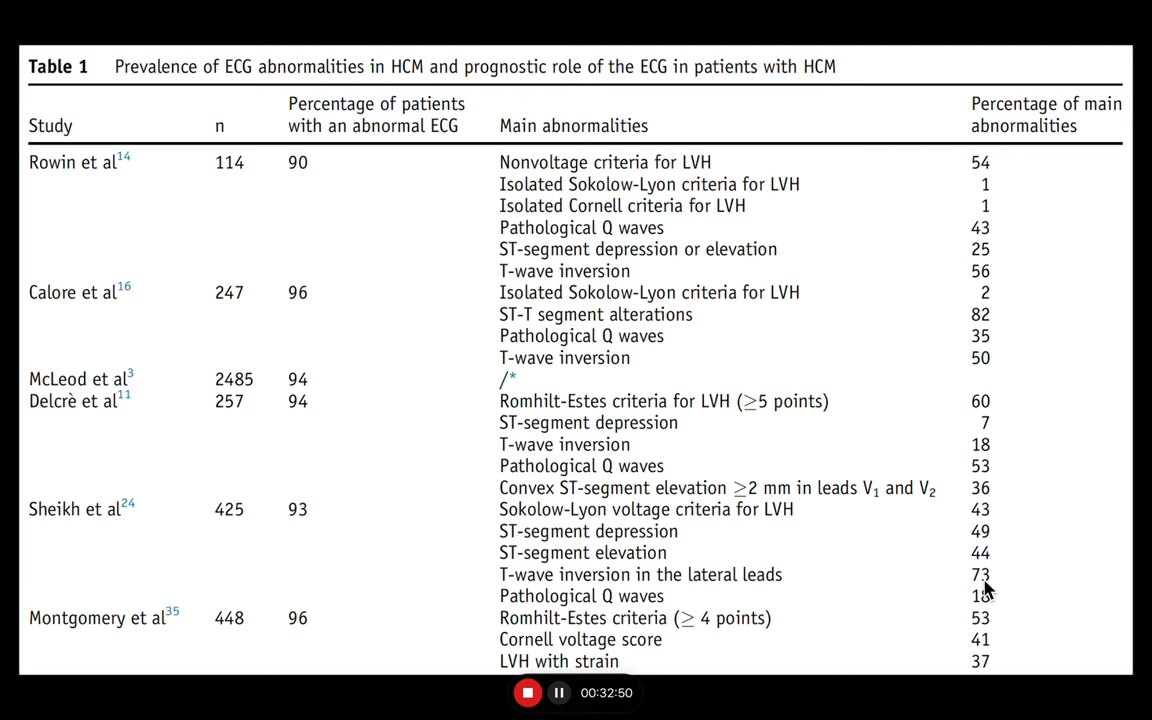 Table 1 Prevalence of ECG abnormalities in HCM and prognostic role of the ECG in patients with HCM
Percentage of patients Percentage of main
Study n with an abnormal ECG Main abnormalities abnormalities
Rowin et al14 114 90 Nonvoltage criteria for LVH 54
Isolated Sokolow-Lyon criteria for LVH 1
Isolated Cornell criteria for LVH 1
Pathological Q waves 43
ST-segment depression or elevation 25
T-wave inversion 56
Calore et al16 247 96 Isolated Sokolow-Lyon criteria for LVH 2
ST-T segment alterations 82
Pathological Q waves 35
T-wave inversion 50
McLeod et al3 2485 94 /*
Delcrè et al11 257 94 Romhilt-Estes criteria for LVH (≥5 points) 60
ST-segment depression 7
T-wave inversion 18
Pathological Q waves 53
Convex ST-segment elevation ≥2 mm in leads V1 and V2 36
Sheikh et al24 425 93 Sokolow-Lyon voltage criteria for LVH 43
ST-segment depression 49
ST-segment elevation 44
T-wave inversion in the lateral leads 73
Pathological Q waves
Montgomery et al35 448 96 Romhilt-Estes criteria (≥ 4 points) 53
Cornell voltage score 41
LVH with strain 37
00:32:50